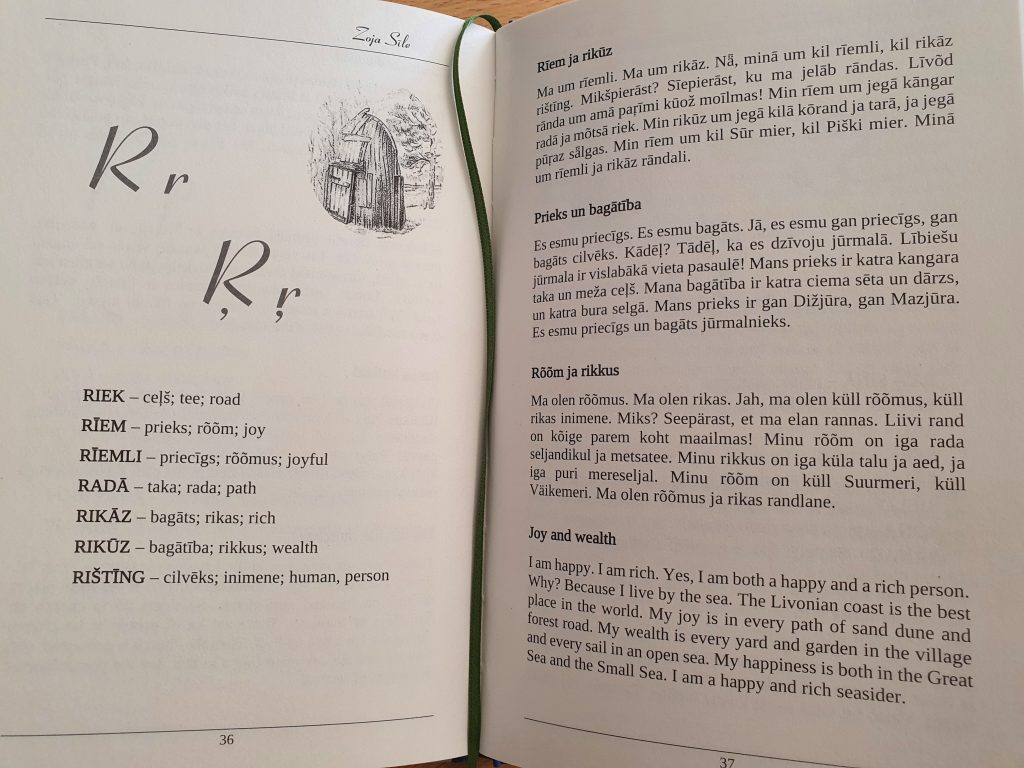 Zoja Sīle
R r
Ŗ ŗ
RIEK – ceļš; tee; road
RĪEM – prieks; rõõm; joy
RĪEMLI – priecīgs; rõõmus; joyful
RADĀ – taka; rada; path
RIKĀZ – bagāts; rikas; rich
RIKŪZ – bagātība; rikkus; wealth
RIŠTĪNG – cilvēks; inimene; human, person
36
Rīem ja rikūz
Ma um rīemli. Ma um rikāz. Nǟ, minā um kil rīemli, kil rikāz
rištīng. Mikšpierāst? Sīepierāst, ku ma jelāb rāndas. Līvõd
rānda um amā paŗīmi kūož moīlmas! Min rīem um jegā kāngar
radā ja mõtsā riek. Min rikūz um jegā kilā kõrand ja tarā, ja jegā
pūŗaz sǟlgas. Min rīem um kil Sūr mier, kil Piški mier. Minā
um rīemli ja rikāz rāndali.
Prieks un bagātība
Es esmu priecīgs. Es esmu bagāts. Jā, es esmu gan priecīgs, gan
bagāts cilvēks. Kādēļ? Tādēļ, ka es dzīvoju jūrmalā. Lībiešu
jūrmala ir vislabākā vieta pasaulē! Mans prieks ir katra kangara
taka un meža ceļš. Mana bagātība ir katra ciema sēta un dārzs,
un katra bura selgā. Mans prieks ir gan Dižjūra, gan Mazjūra.
Es esmu priecīgs un bagāts jūrmalnieks.
Rõõm ja rikkus
Ma olen rõõmus. Ma olen rikas. Jah, ma olen küll rõõmus, küll
rikas inimene. Miks? Seepärast, et ma elan rannas. Liivi rand
on kõige parem koht maailmas! Minu rõõm on iga rada
seljandikul ja metsatee. Minu rikkus on iga küla talu ja aed, ja
iga puri mereseljal. Minu rõõm on küll Suurmeri, küll
Väikemeri. Ma olen rõõmus ja rikas randlane.
Joy and wealth
I am happy. I am rich. Yes, I am both a happy and a rich person.
Why? Because I live by the sea. The Livonian coast is the best
place in the world. My joy is in every path of sand dune and
forest road. My wealth is every yard and garden in the village
and every sail in an open sea. My happiness is both in the Great
Sea and the Small Sea. I am a happy and rich seasider.
37